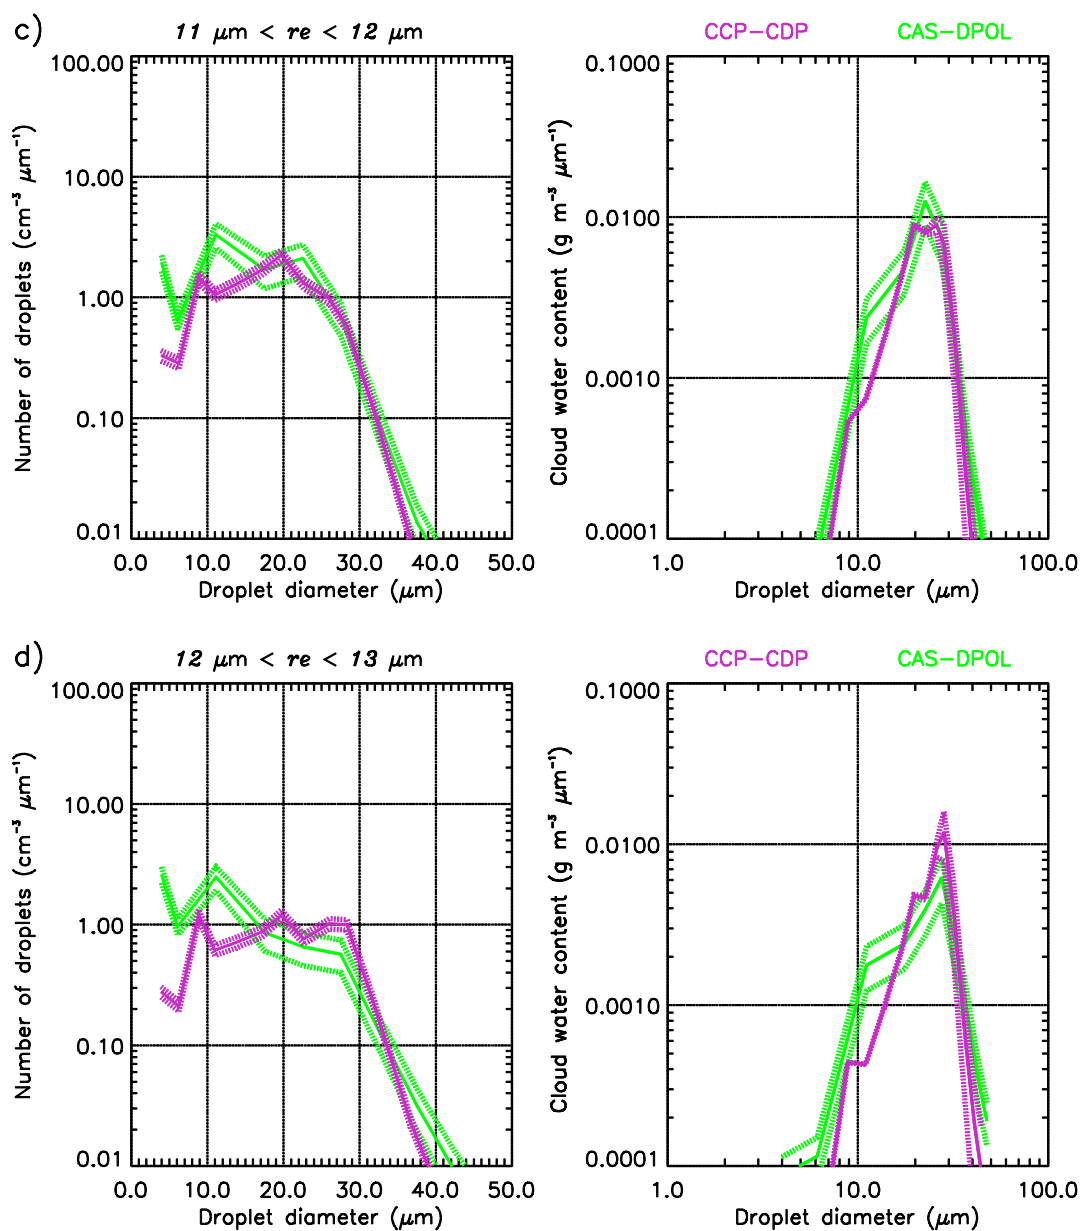 c)
11 μm < re < 12 μm
CCP-CDP CAS-DPOL
Number of droplets (cm⁻³ μm⁻¹)
100.00
10.00
1.00
0.10
0.01
0.0 10.0 20.0 30.0 40.0 50.0
Droplet diameter (μm)
Cloud water content (g m⁻³ μm⁻¹)
0.1000
0.0100
0.0010
0.0001
1.0 10.0 100.0
Droplet diameter (μm)
d)
12 μm < re < 13 μm
CCP-CDP CAS-DPOL
Number of droplets (cm⁻³ μm⁻¹)
100.00
10.00
1.00
0.10
0.01
0.0 10.0 20.0 30.0 40.0 50.0
Droplet diameter (μm)
Cloud water content (g m⁻³ μm⁻¹)
0.1000
0.0100
0.0010
0.0001
1.0 10.0 100.0
Droplet diameter (μm)